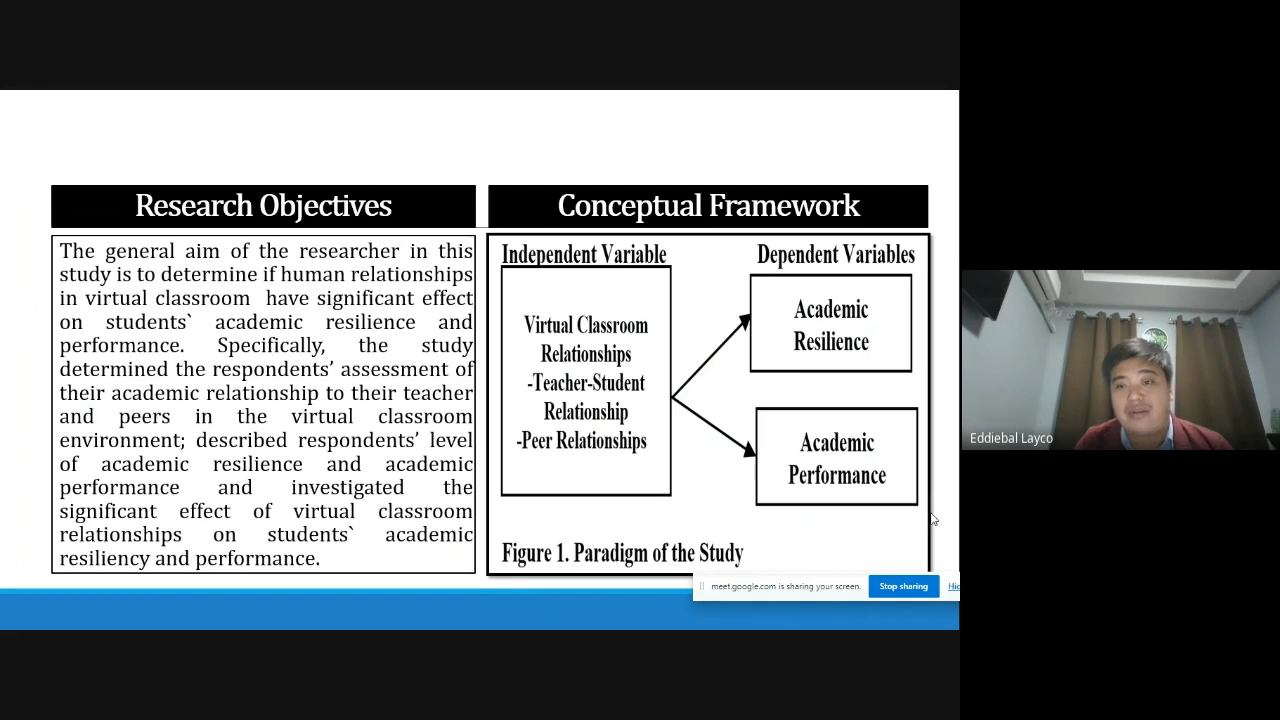 Research Objectives
The general aim of the researcher in this
study is to determine if human relationships
in virtual classroom have significant effect
on students` academic resilience and
performance. Specifically, the study
determined the respondents’ assessment of
their academic relationship to their teacher
and peers in the virtual classroom
environment; described respondents’ level
of academic resilience and academic
performance and investigated the
significant effect of virtual classroom
relationships on students` academic
resiliency and performance.
Conceptual Framework
Independent Variable
Virtual Classroom
Relationships
-Teacher-Student
Relationship
-Peer Relationships
Dependent Variables
Academic
Resilience
Academic
Performance
Figure 1. Paradigm of the Study
meet.google.com is sharing your screen.
Stop sharing
Eddiebal Layco